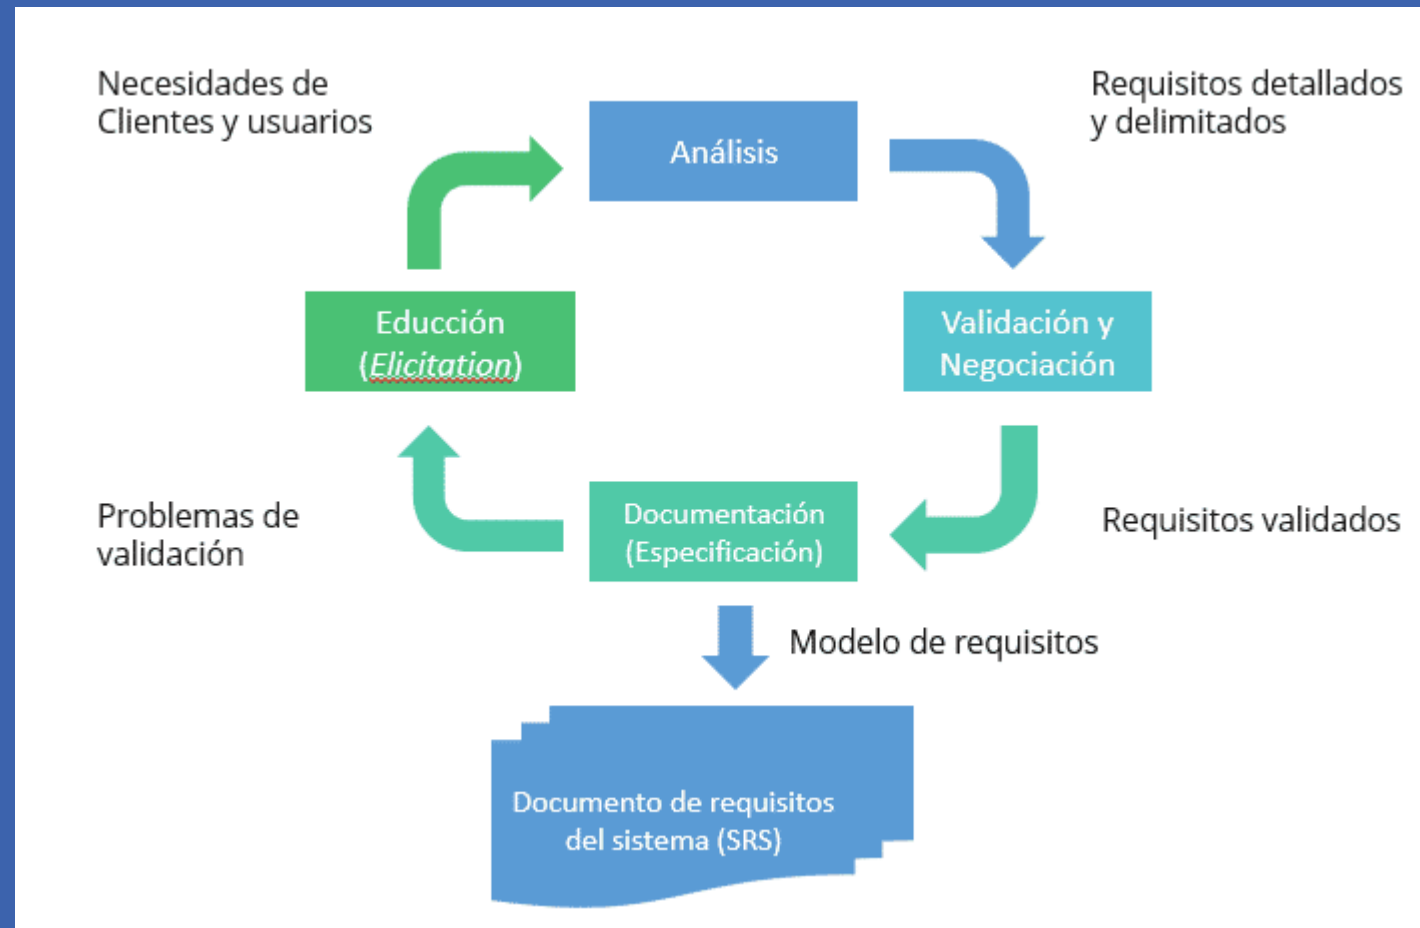 Necesidades de
Clientes y usuarios
Análisis
Requisitos detallados
y delimitados
Educción
(Elicitation)
Validación y
Negociación
Problemas de
validación
Documentación
(Especificación)
Requisitos validados
Modelo de requisitos
Documento de requisitos
del sistema (SRS)